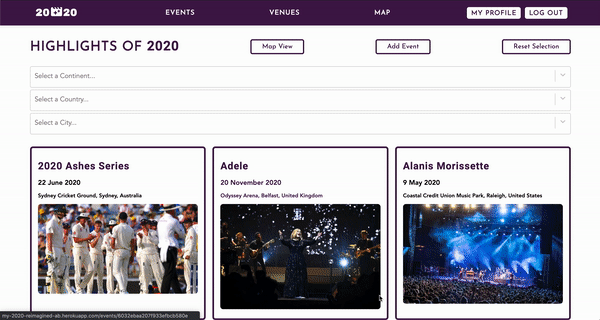 20 20
EVENTS
VENUES
MAP
MY PROFILE
LOG OUT
HIGHLIGHTS OF 2020
Map View
Add Event
Reset Selection
Select a Continent...
Select a Country...
Select a City...
2020 Ashes Series
22 June 2020
Sydney Cricket Ground, Sydney, Australia
Adele
20 November 2020
Odyssey Arena, Belfast, United Kingdom
Alanis Morissette
9 May 2020
Coastal Credit Union Music Park, Raleigh, United States
my-2020-reimagined-ab.herokuapp.com/events/6032ebaa207f933efbcb580e